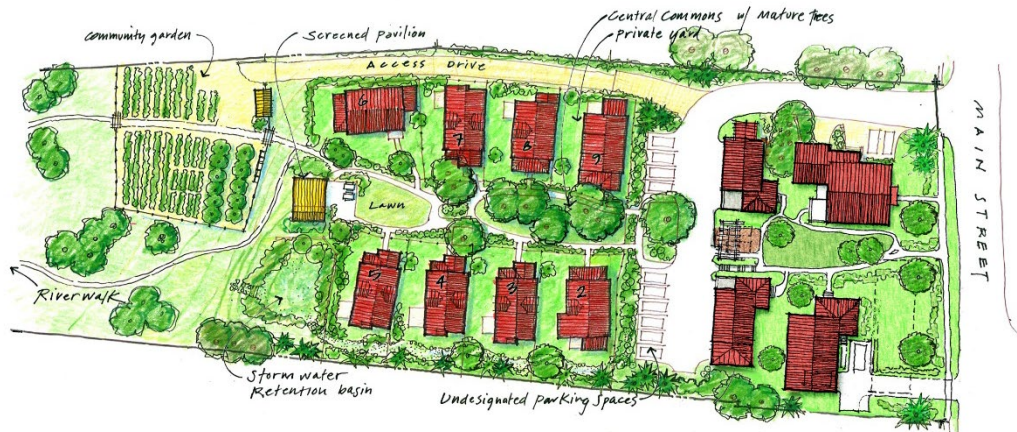 Central Commons w/ Mature Trees
private yard
community garden
Screened pavilion
Access Drive
MAIN STREET
6
7
8
9
Lawn
5
4
3
2
Riverwalk
Storm water
Retention basin
Undesignated parking spaces